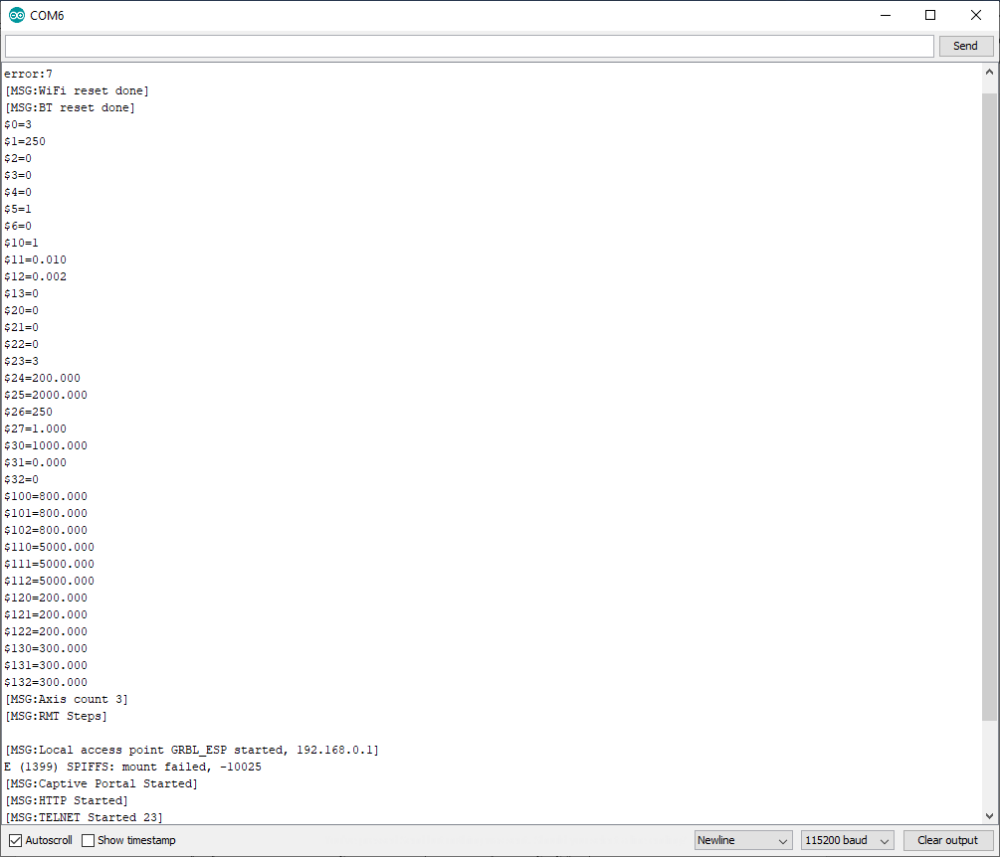 COM6
Send
error:7
[MSG:WiFi reset done]
[MSG:BT reset done]
$0=3
$1=250
$2=0
$3=0
$4=0
$5=1
$6=0
$10=1
$11=0.010
$12=0.002
$13=0
$20=0
$21=0
$22=0
$23=3
$24=200.000
$25=2000.000
$26=250
$27=1.000
$30=1000.000
$31=0.000
$32=0
$100=800.000
$101=800.000
$102=800.000
$110=5000.000
$111=5000.000
$112=5000.000
$120=200.000
$121=200.000
$122=200.000
$130=300.000
$131=300.000
$132=300.000
[MSG:Axis count 3]
[MSG:RMT Steps]
[MSG:Local access point GRBL_ESP started, 192.168.0.1]
E (1399) SPIFFS: mount failed, -10025
[MSG:Captive Portal Started]
[MSG:HTTP Started]
[MSG:TELNET Started 23]
Autoscroll Show timestamp Newline 115200 baud Clear output